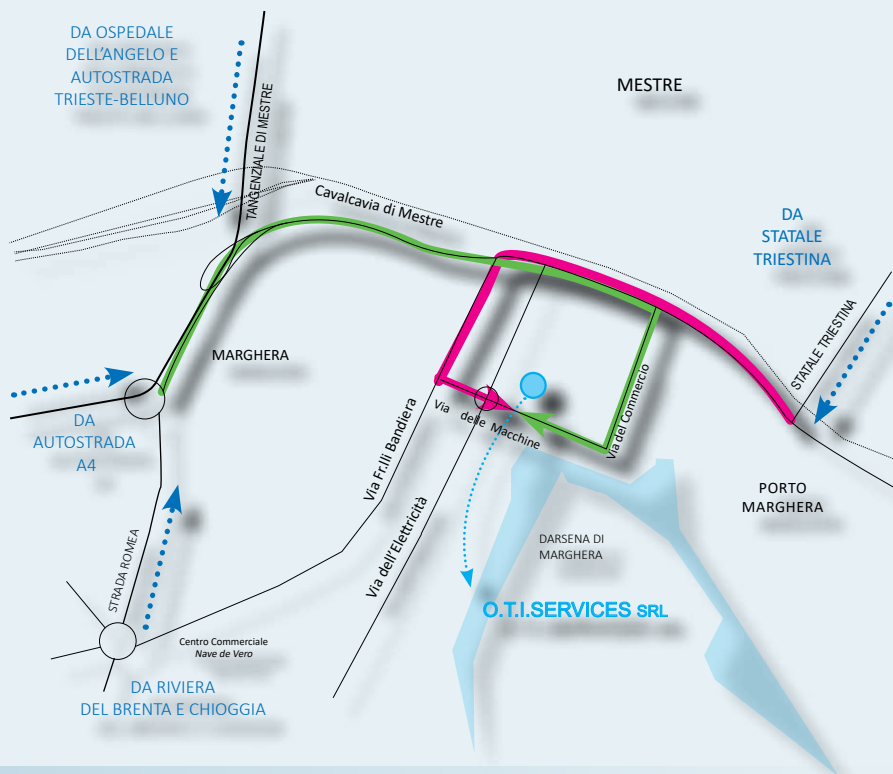 DA OSPEDALE
DELL'ANGELO E
AUTOSTRADA
TRIESTE-BELLUNO
TANGENZIALE DI MESTRE
MESTRE
Cavalcavia di Mestre
DA
STATALE
TRIESTINA
STATALE TRIESTINA
MARGHERA
DA
AUTOSTRADA
A4
Via Fr.lli Bandiera
Via delle Macchine
Via del Commercio
Via dell'Elettricità
PORTO
MARGHERA
DARSENA DI
MARGHERA
STRADA ROMEA
O.T.I.SERVICES SRL
Centro Commerciale
Nave de Vero
DA RIVIERA
DEL BRENTA E CHIOGGIA